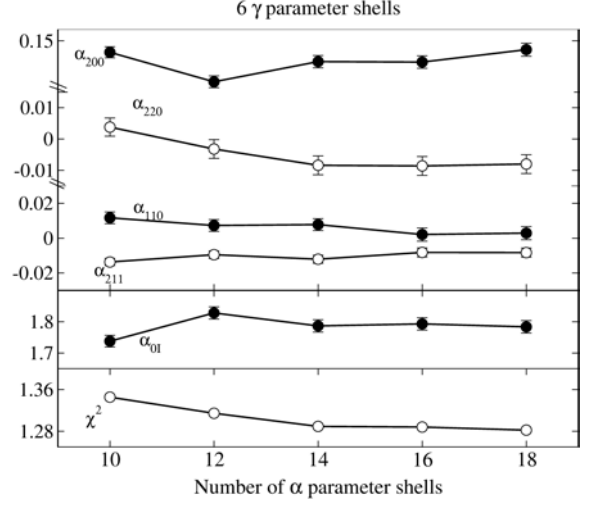 6 γ parameter shells
0.15
α200
0.01
α220
0
-0.01
0.02
α110
0
-0.02
α211
1.8
α0I
1.7
1.36
χ2
1.28
10 12 14 16 18
Number of α parameter shells